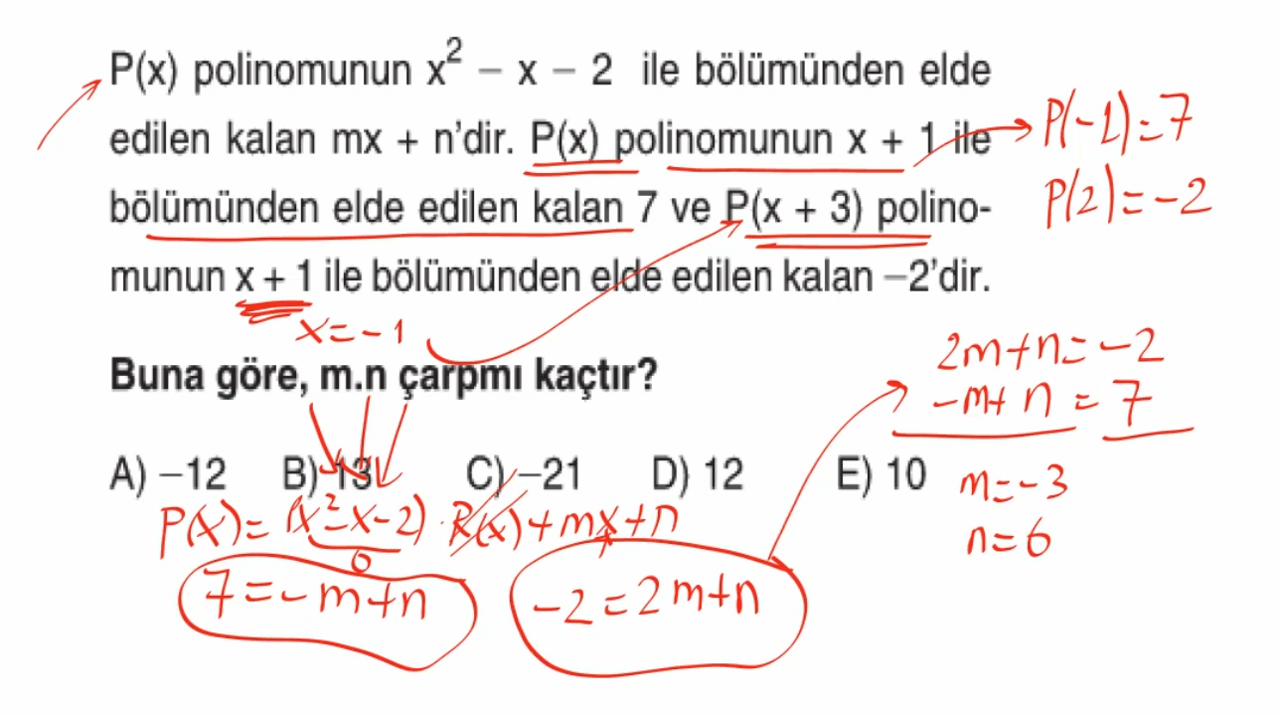 P(x) polinomunun x² − x − 2 ile bölümünden elde
edilen kalan mx + n'dir. P(x) polinomunun x + 1 ile
bölümünden elde edilen kalan 7 ve P(x + 3) polino-
munun x + 1 ile bölümünden elde edilen kalan −2'dir.
P(-1)=7
P(2)=-2
x=-1
Buna göre, m.n çarpmı kaçtır?
2m+n=-2
-m+n=7
A) −12 B) 13 C) −21 D) 12 E) 10
m=-3
n=6
P(x)=(x²-x-2)·R(x)+mx+n
0
7=-m+n
-2=2m+n